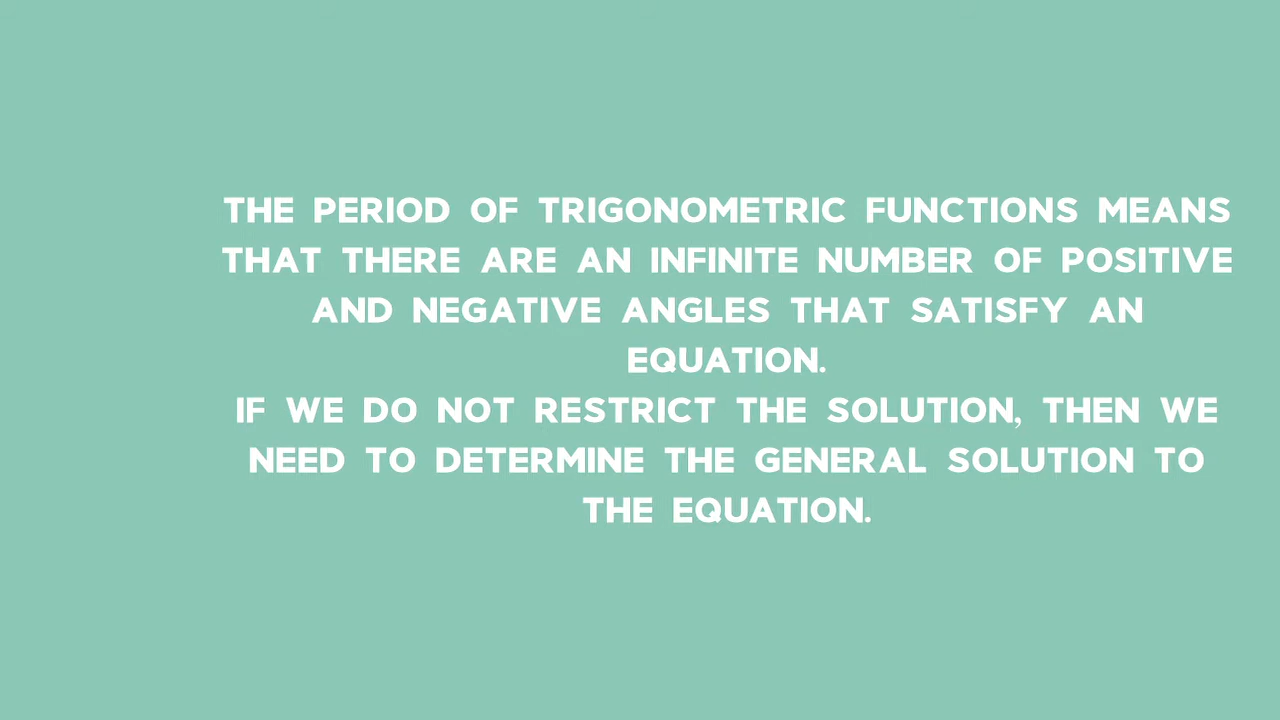 THE PERIOD OF TRIGONOMETRIC FUNCTIONS MEANS
THAT THERE ARE AN INFINITE NUMBER OF POSITIVE
AND NEGATIVE ANGLES THAT SATISFY AN
EQUATION.
IF WE DO NOT RESTRICT THE SOLUTION, THEN WE
NEED TO DETERMINE THE GENERAL SOLUTION TO
THE EQUATION.